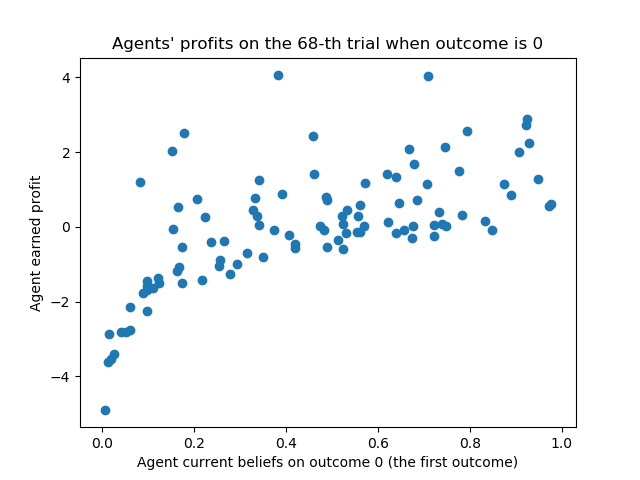 Agents' profits on the 68-th trial when outcome is 0
Agent earned profit
4
2
0
−2
−4
0.0 0.2 0.4 0.6 0.8 1.0
Agent current beliefs on outcome 0 (the first outcome)